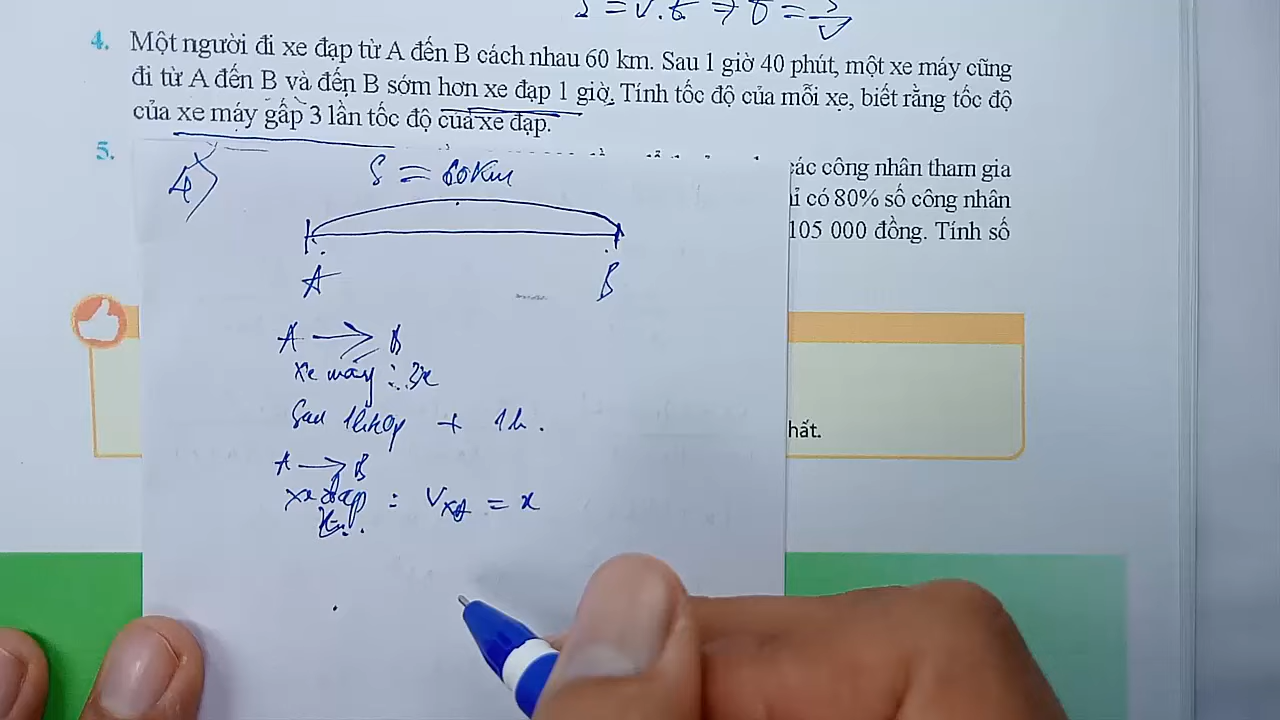 S = v.t ⇒ t = S/v
4. Một người đi xe đạp từ A đến B cách nhau 60 km. Sau 1 giờ 40 phút, một xe máy cũng
đi từ A đến B và đến B sớm hơn xe đạp 1 giờ. Tính tốc độ của mỗi xe, biết rằng tốc độ
của xe máy gấp 3 lần tốc độ của xe đạp.
5.
các công nhân tham gia
có 80% số công nhân
105 000 đồng. Tính số
4)
S = 60Km
A B
A → B
xe máy : 3x
Sau 1h40p + 1h.
hất.
A → B
xe đạp : Vxđ = x